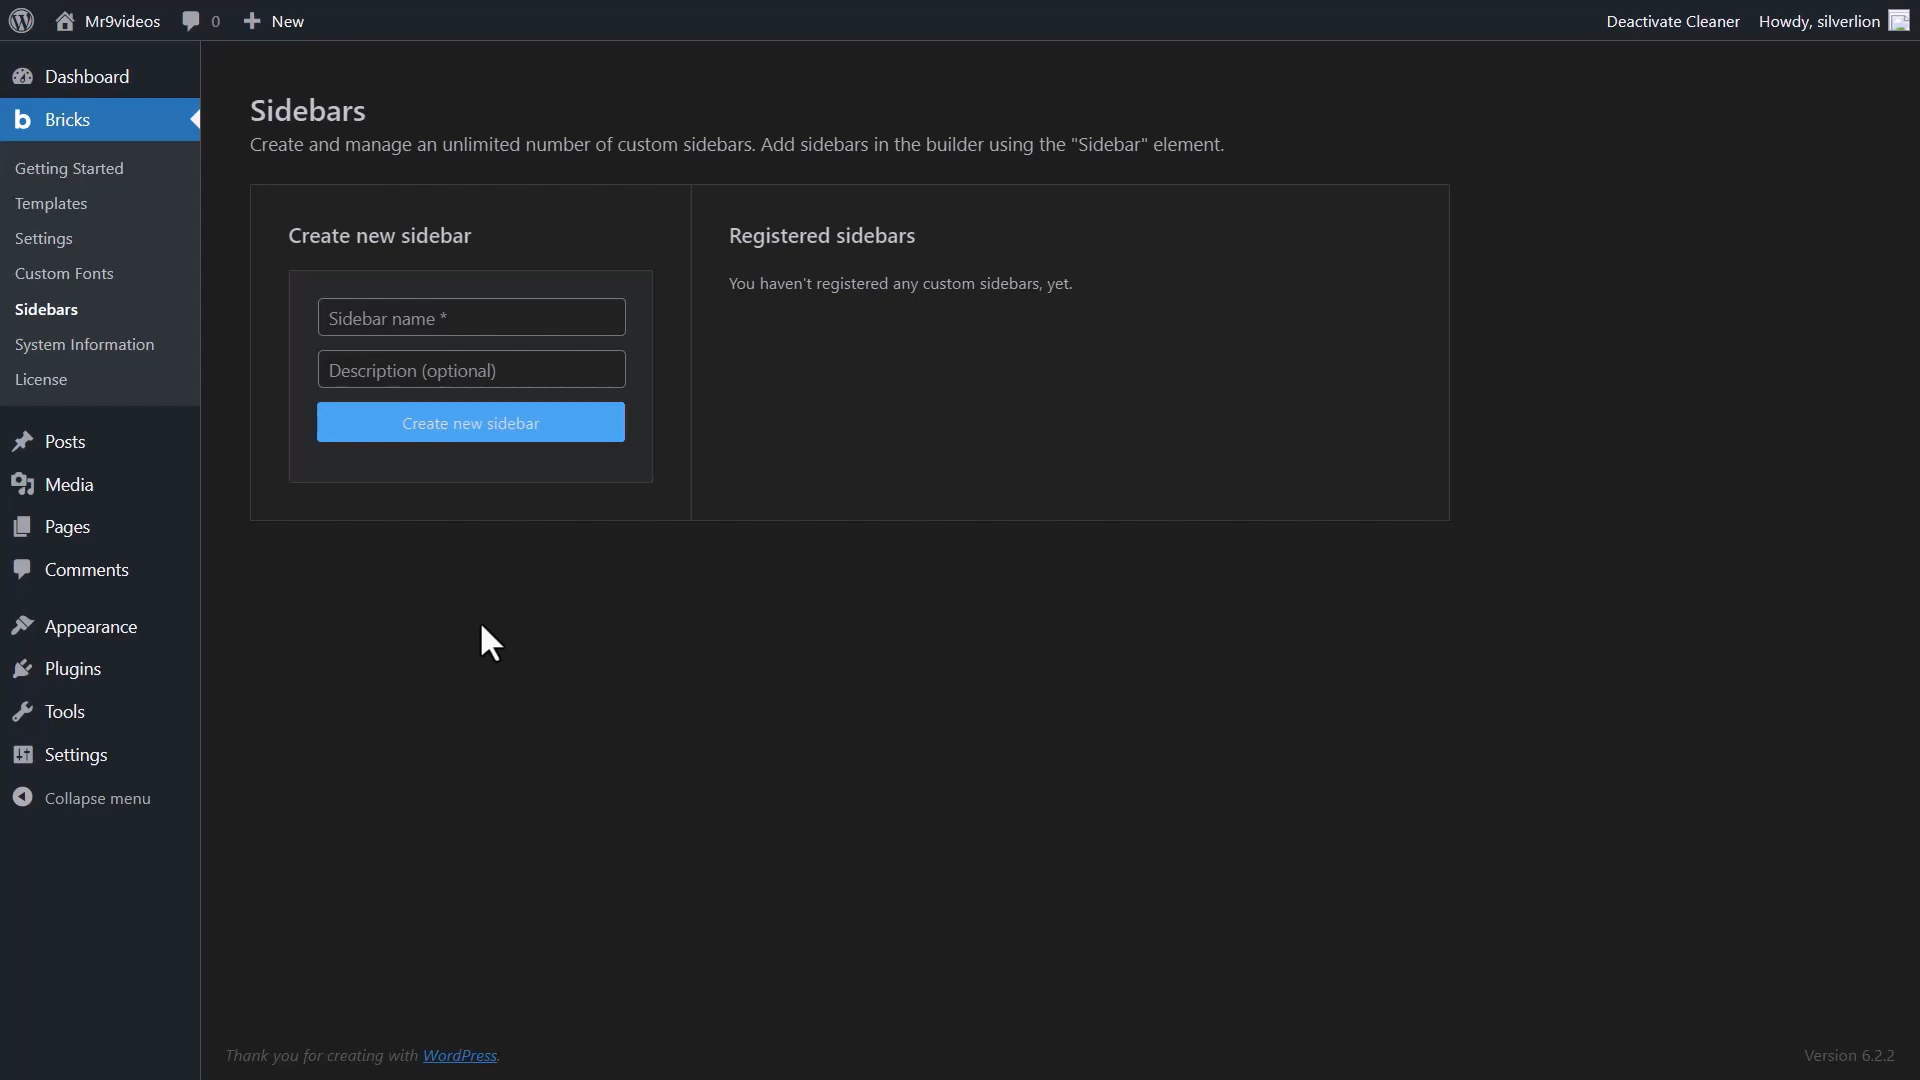 Mr9videos 0 New Deactivate Cleaner Howdy, silverlion
Dashboard
Bricks
Getting Started
Templates
Settings
Custom Fonts
Sidebars
System Information
License
Posts
Media
Pages
Comments
Appearance
Plugins
Tools
Settings
Collapse menu
Sidebars
Create and manage an unlimited number of custom sidebars. Add sidebars in the builder using the "Sidebar" element.
Create new sidebar
Sidebar name *
Description (optional)
Create new sidebar
Registered sidebars
You haven't registered any custom sidebars, yet.
Thank you for creating with WordPress.
Version 6.2.2